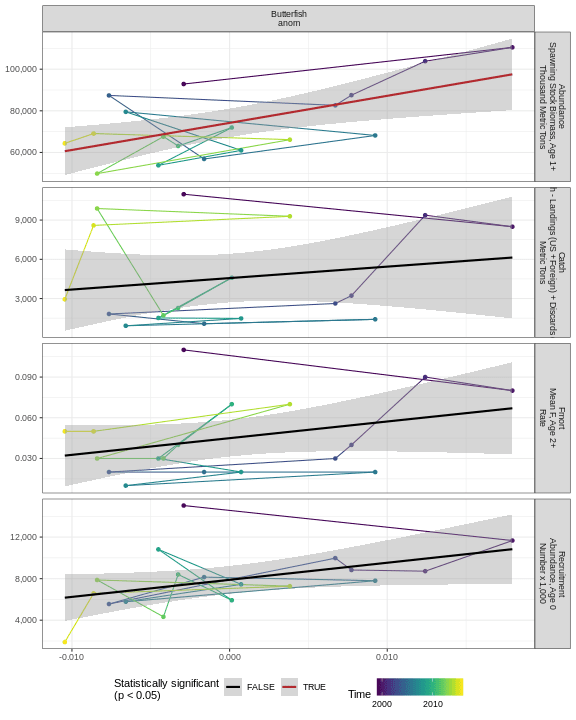 Butterfish
anom
100,000
80,000
60,000
Abundance
Spawning Stock Biomass, Age 1+
Thousand Metric Tons
9,000
6,000
3,000
Catch
h - Landings (US +Foreign) + Discards
Metric Tons
0.090
0.060
0.030
Fmort
Mean F, Age 2+
Rate
12,000
8,000
4,000
Recruitment
Abundance, Age 0
Number x 1,000
-0.010
0.000
0.010
Statistically significant
(p < 0.05)
FALSE
TRUE
Time
2000
2010